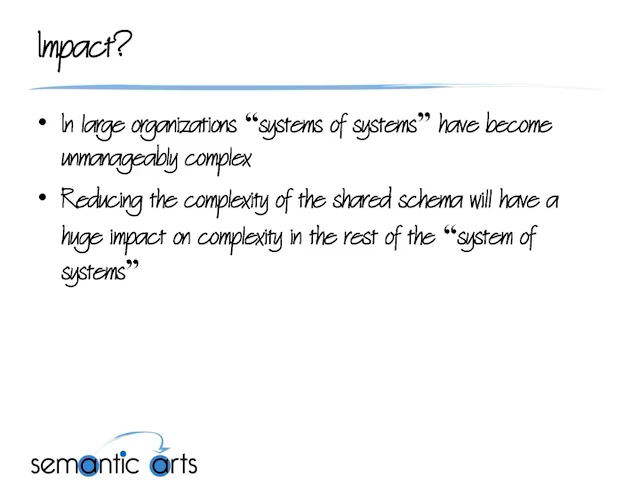 Impact?
• In large organizations “systems of systems” have become
unmanageably complex
• Reducing the complexity of the shared schema will have a
huge impact on complexity in the rest of the “system of
systems”
semantic arts